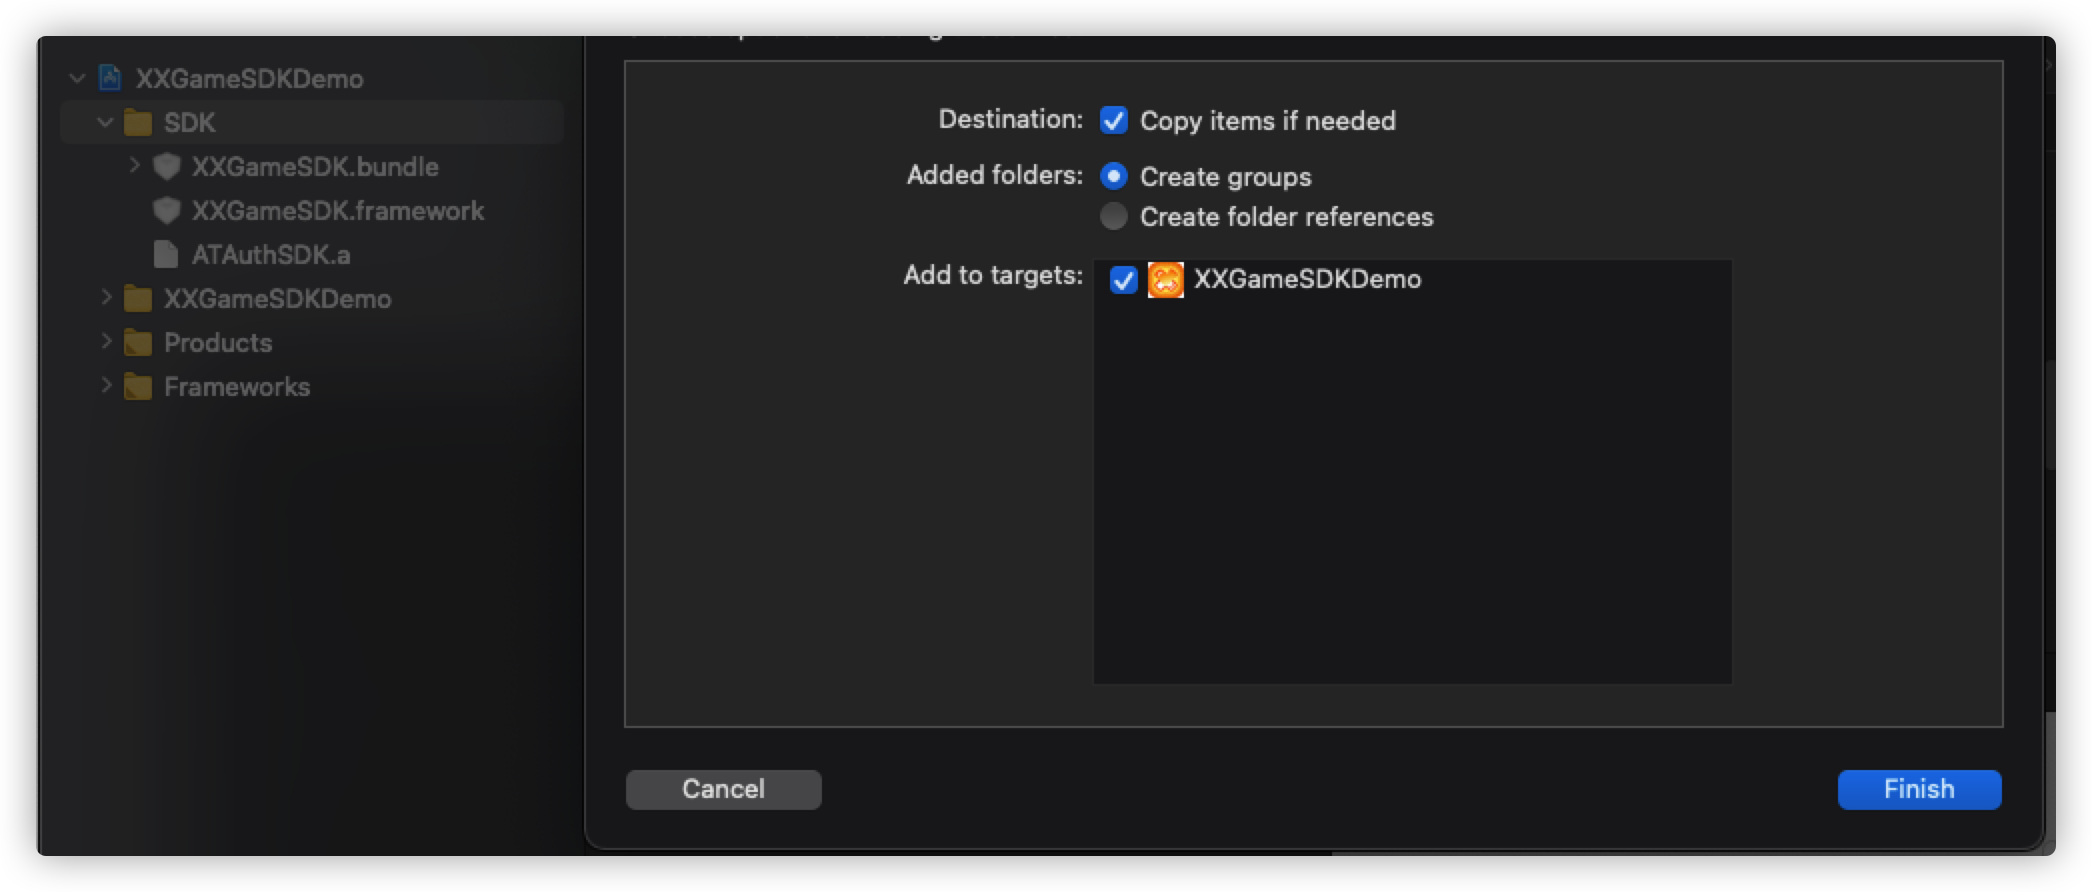 XXGameSDKDemo
SDK
XXGameSDK.bundle
XXGameSDK.framework
ATAuthSDK.a
XXGameSDKDemo
Products
Frameworks
Destination: Copy items if needed
Added folders: Create groups
Create folder references
Add to targets: XXGameSDKDemo
Cancel
Finish